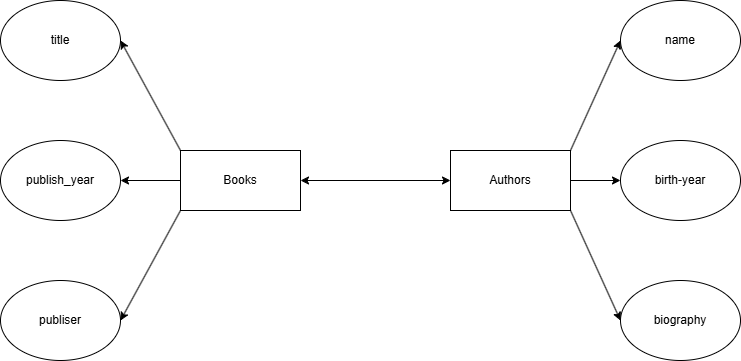 title
name
publish_year
Books
Authors
birth-year
publiser
biography